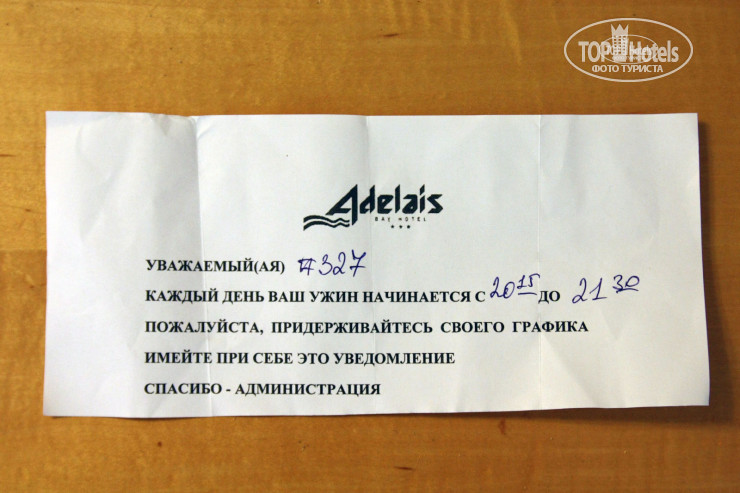 TOP Hotels
ФОТО ТУРИСТА
Adelais
BAY HOTEL
УВАЖАЕМЫЙ(АЯ) #327
КАЖДЫЙ ДЕНЬ ВАШ УЖИН НАЧИНАЕТСЯ С 20 15 ДО 21 30
ПОЖАЛУЙСТА, ПРИДЕРЖИВАЙТЕСЬ СВОЕГО ГРАФИКА
ИМЕЙТЕ ПРИ СЕБЕ ЭТО УВЕДОМЛЕНИЕ
СПАСИБО - АДМИНИСТРАЦИЯ